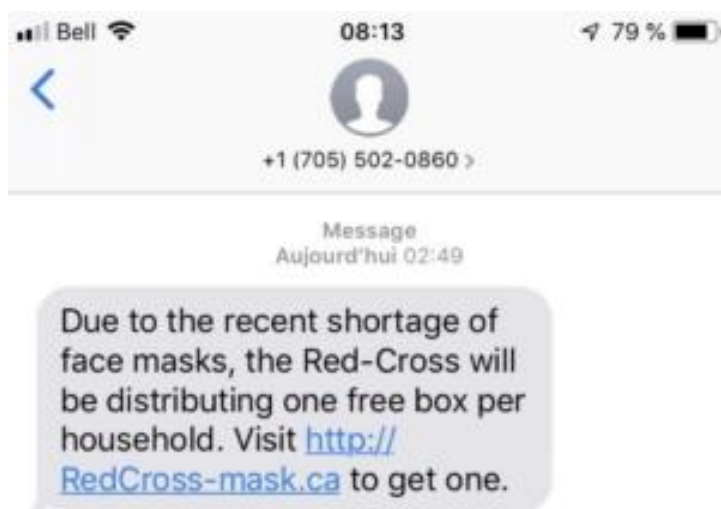 Bell 08:13 79 %
+1 (705) 502-0860 >
Message
Aujourd'hui 02:49
Due to the recent shortage of
face masks, the Red-Cross will
be distributing one free box per
household. Visit http://
RedCross-mask.ca to get one.